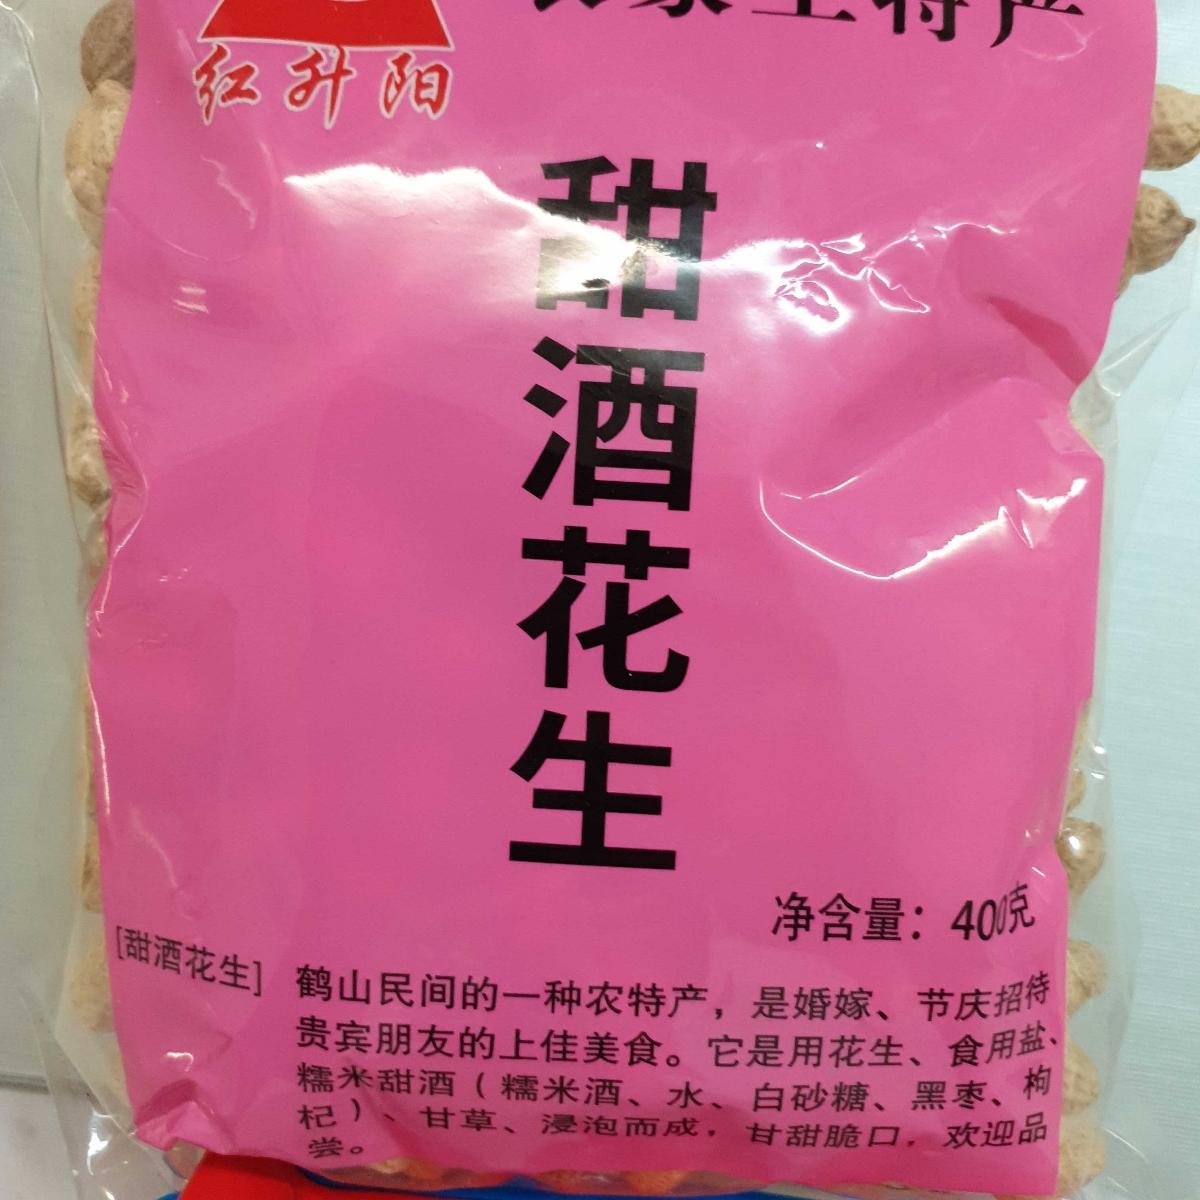 土特产
红升阳
甜酒花生
净含量：400克
[甜酒花生]
鹤山民间的一种农特产，是婚嫁、节庆招待
贵宾朋友的上佳美食。它是用花生、食用盐、
糯米甜酒（糯米酒、水、白砂糖、黑枣、枸
杞）、甘草、浸泡而成，甘甜脆口，欢迎品
尝。